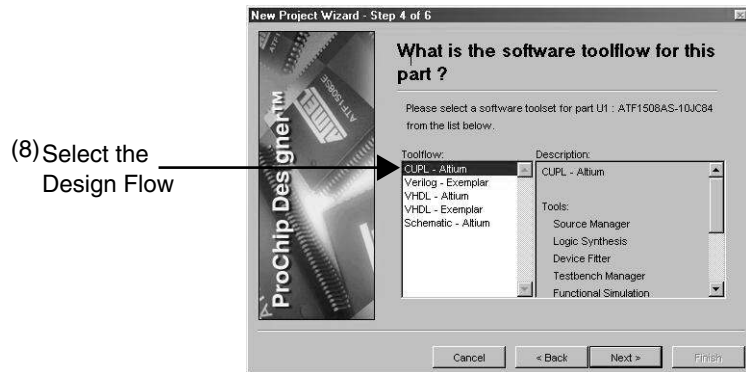 New Project Wizard - Step 4 of 6
What is the software toolflow for this
part ?
Please select a software toolset for part U1 : ATF1508AS-10JC84
from the list below.
(8) Select the
Design Flow
ProChip Designer™
ATF1508SE
ATMEL
Toolflow:
CUPL - Altium
Verilog - Exemplar
VHDL - Altium
VHDL - Exemplar
Schematic - Altium
Description:
CUPL - Altium
Tools:
Source Manager
Logic Synthesis
Device Fitter
Testbench Manager
Functional Simulation
Cancel
< Back
Next >
Finish